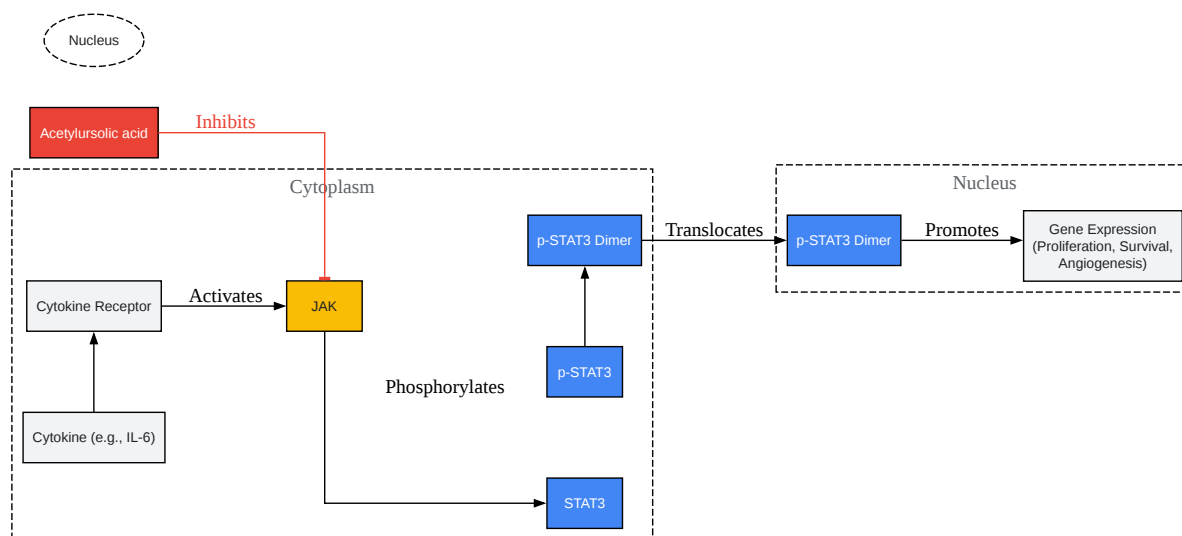 Nucleus
Acetylursolic acid
Inhibits
Cytoplasm
Nucleus
p-STAT3 Dimer
Translocates
p-STAT3 Dimer
Promotes
Gene Expression
(Proliferation, Survival,
Angiogenesis)
Cytokine Receptor
Activates
JAK
p-STAT3
Phosphorylates
Cytokine (e.g., IL-6)
STAT3